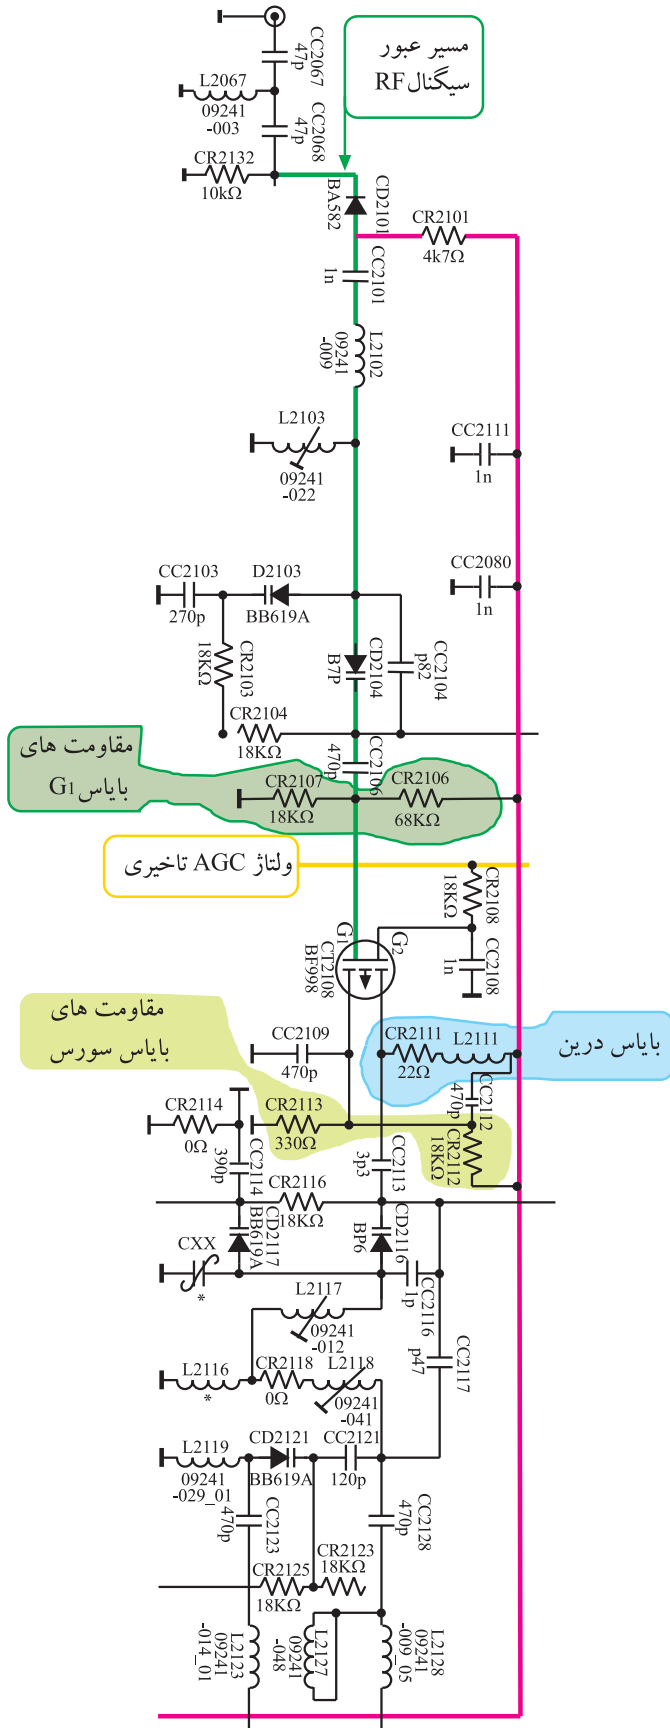 CC2067
47p
مسیر عبور
سیگنال RF
L2067
09241
-003
CC2068
47p
CR2132
10kΩ
CD2101
BA582
CR2101
4k7Ω
CC2101
1n
L2102
09241
-009
L2103
09241
-022
CC2111
1n
CC2080
1n
CC2103
270p
D2103
BB619A
CR2103
18KΩ
CD2104
B7P
CC2104
p82
CR2104
18KΩ
CC2106
470p
مقاومت های
بایاس G1
CR2107
18KΩ
CR2106
68KΩ
ولتاژ AGC تاخیری
CR2108
18KΩ
G1
G2
CT2108
BF998
CC2108
1n
مقاومت های
بایاس سورس
CC2109
470p
CR2111
22Ω
L2111
بایاس درین
CC2112
470p
CR2114
0Ω
CR2113
330Ω
CR2112
18KΩ
CC2114
390p
CC2113
3p3
CR2116
18KΩ
CD2117
BB619A
CD2116
BP6
CXX
*
CC2116
1p
L2117
09241
-012
CC2117
p47
L2116
*
CR2118
0Ω
L2118
09241
-041
L2119
09241
-029_01
CD2121
BB619A
CC2121
120p
CC2123
470p
CC2128
470p
CR2125
18KΩ
CR2123
18KΩ
L2123
09241
-014_01
L2127
09241
-048
L2128
09241
-009_05